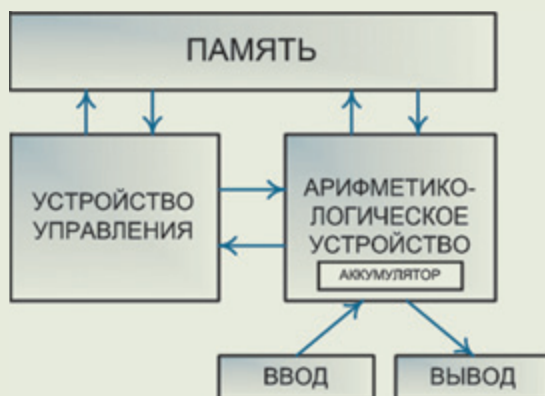 ПАМЯТЬ
УСТРОЙСТВО
УПРАВЛЕНИЯ
АРИФМЕТИКО-
ЛОГИЧЕСКОЕ
УСТРОЙСТВО
АККУМУЛЯТОР
ВВОД
ВЫВОД